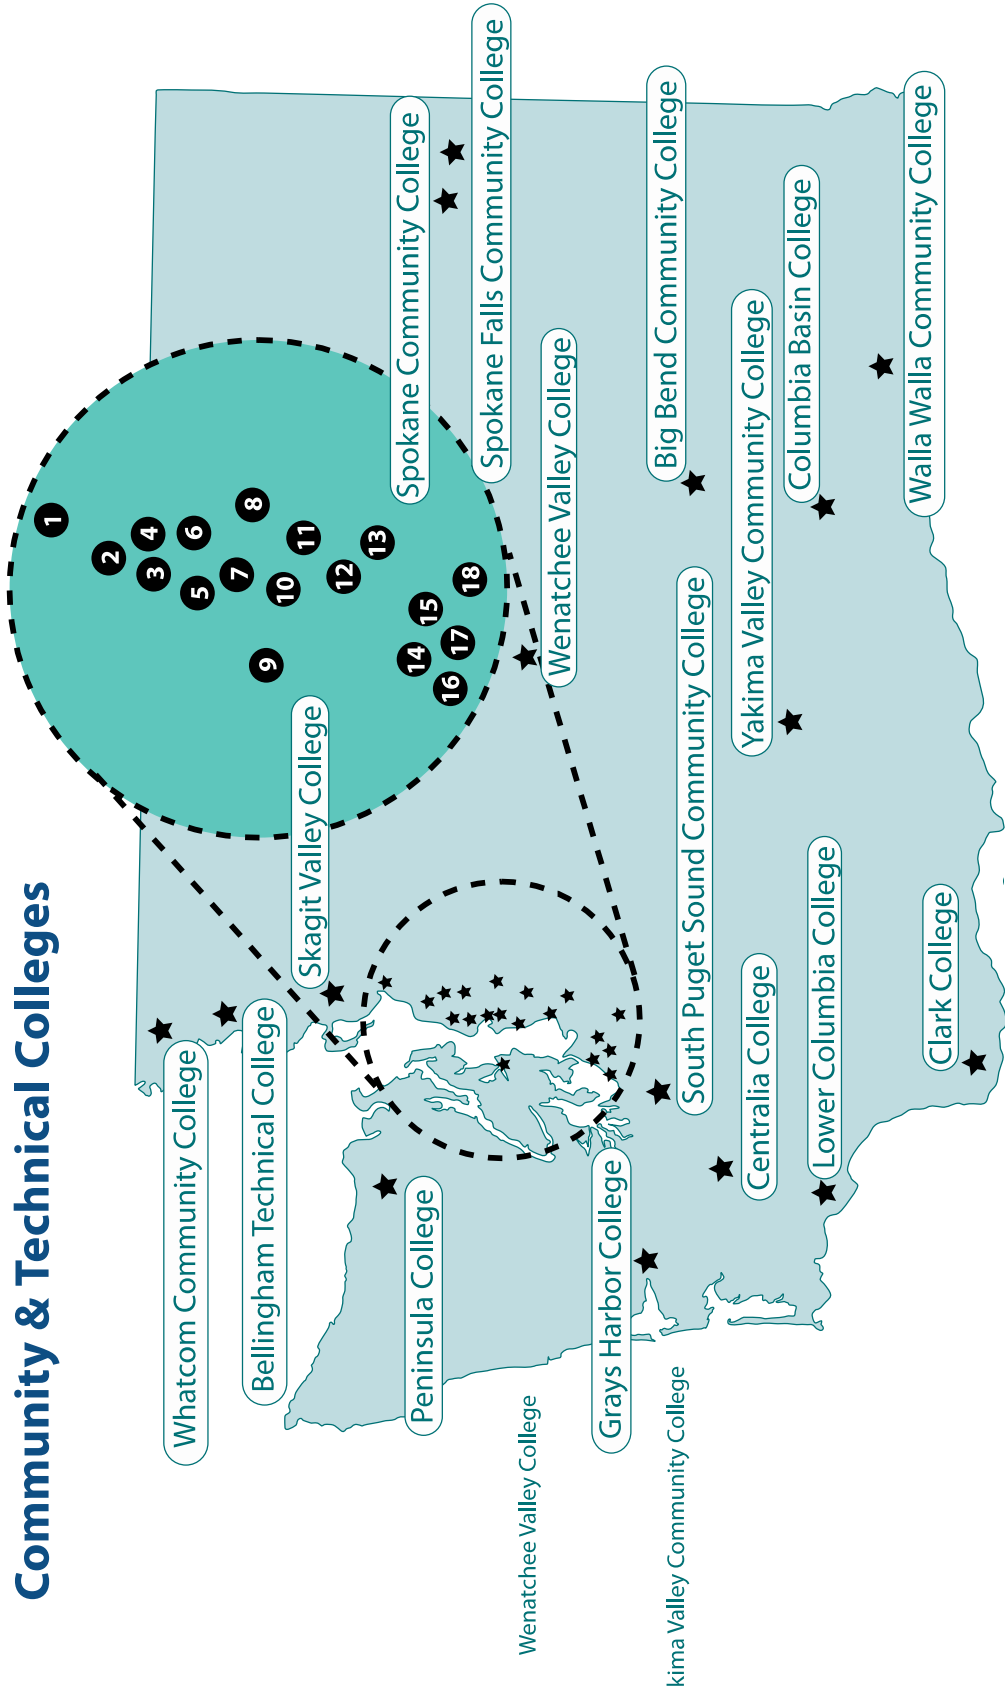 Community & Technical Colleges
Whatcom Community College
Bellingham Technical College
Skagit Valley College
Peninsula College
1
2
3
4
5
6
7
8
9
10
11
12
13
14
15
16
17
18
Spokane Community College
Spokane Falls Community College
Wenatchee Valley College
Wenatchee Valley College
Grays Harbor College
Big Bend Community College
kima Valley Community College
South Puget Sound Community College
Yakima Valley Community College
Centralia College
Columbia Basin College
Lower Columbia College
Walla Walla Community College
Clark College